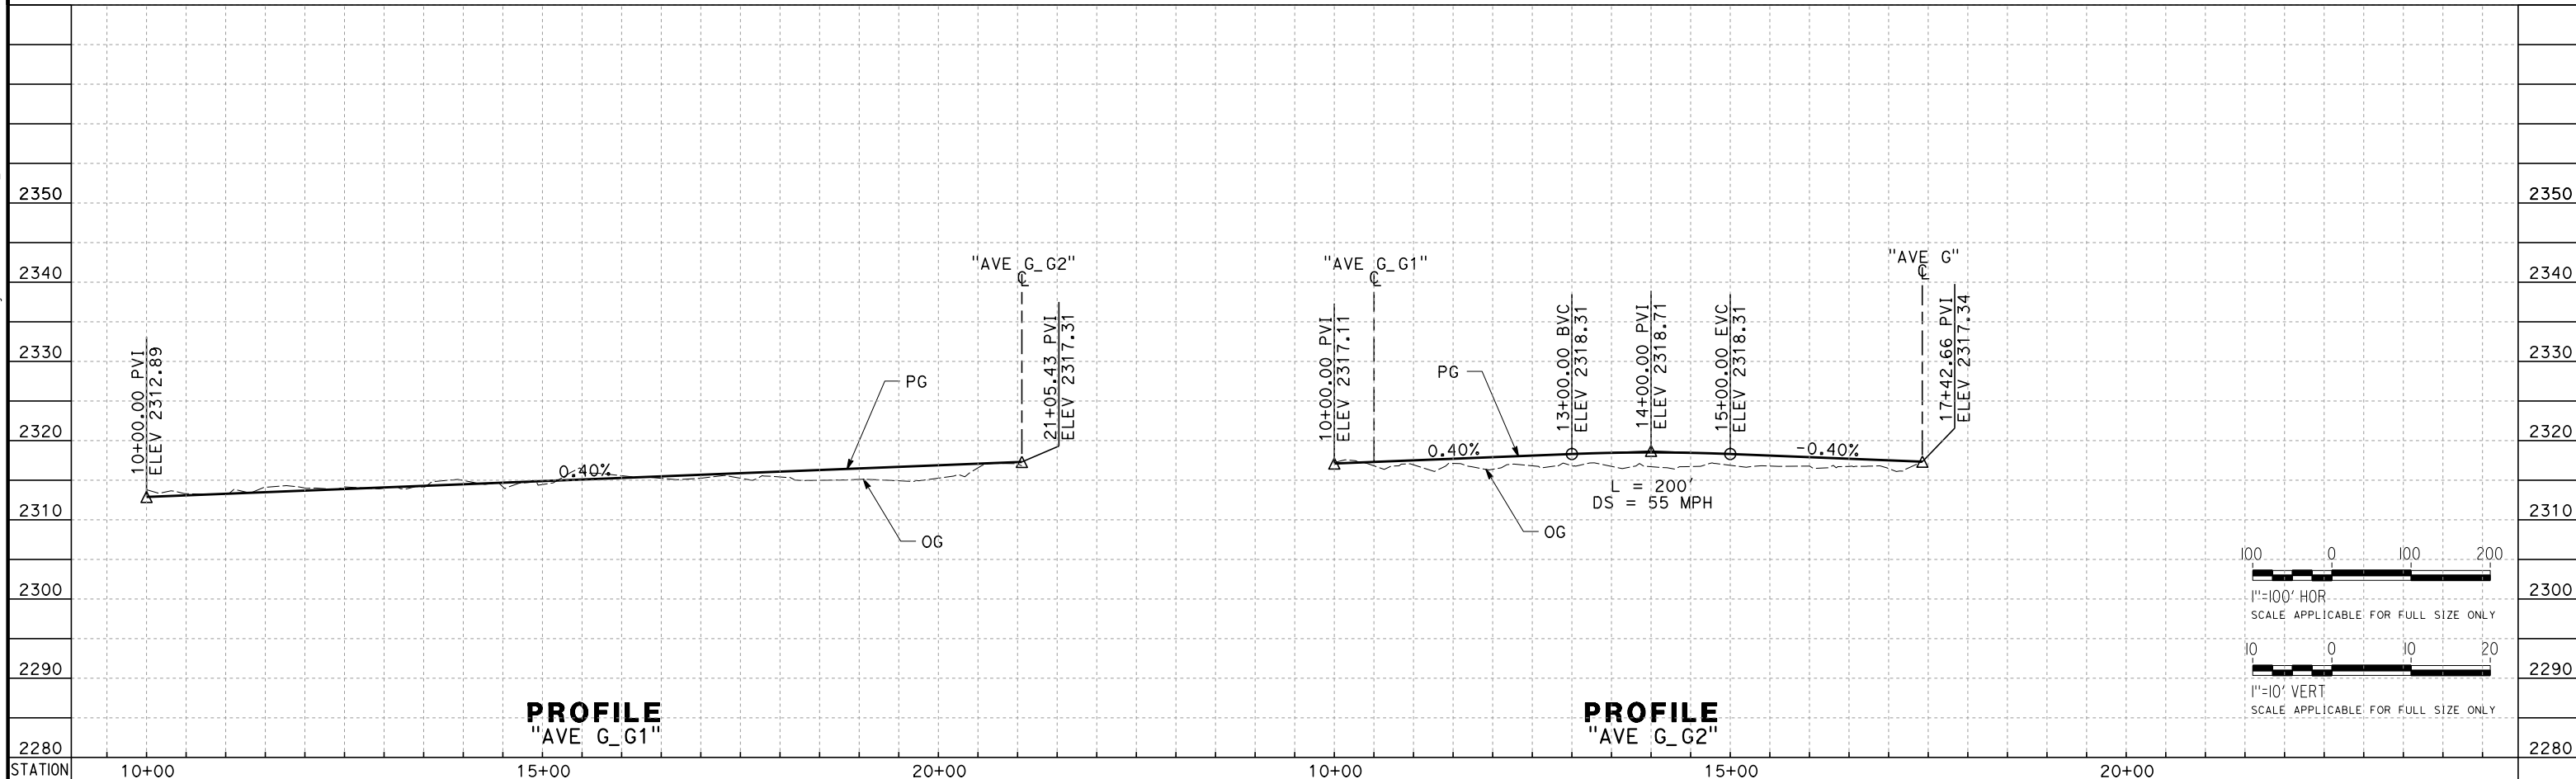 2350
2340
2330
2320
2310
2300
2290
2280
STATION
10+00
15+00
20+00
10+00
15+00
20+00
10+00.00 PVI
ELEV 2312.89
0.40%
PG
OG
"AVE G_G2"
℄
21+05.43 PVI
ELEV 2317.31
PROFILE
"AVE G_G1"
"AVE G_G1"
℄
10+00.00 PVI
ELEV 2317.11
0.40%
PG
OG
13+00.00 BVC
ELEV 2318.31
14+00.00 PVI
ELEV 2318.71
15+00.00 EVC
ELEV 2318.31
L = 200'
DS = 55 MPH
-0.40%
"AVE G"
℄
17+42.66 PVI
ELEV 2317.34
PROFILE
"AVE G_G2"
100 0 100 200
1"=100' HOR
SCALE APPLICABLE FOR FULL SIZE ONLY
10 0 10 20
1"=10' VERT
SCALE APPLICABLE FOR FULL SIZE ONLY
2350
2340
2330
2320
2310
2300
2290
2280